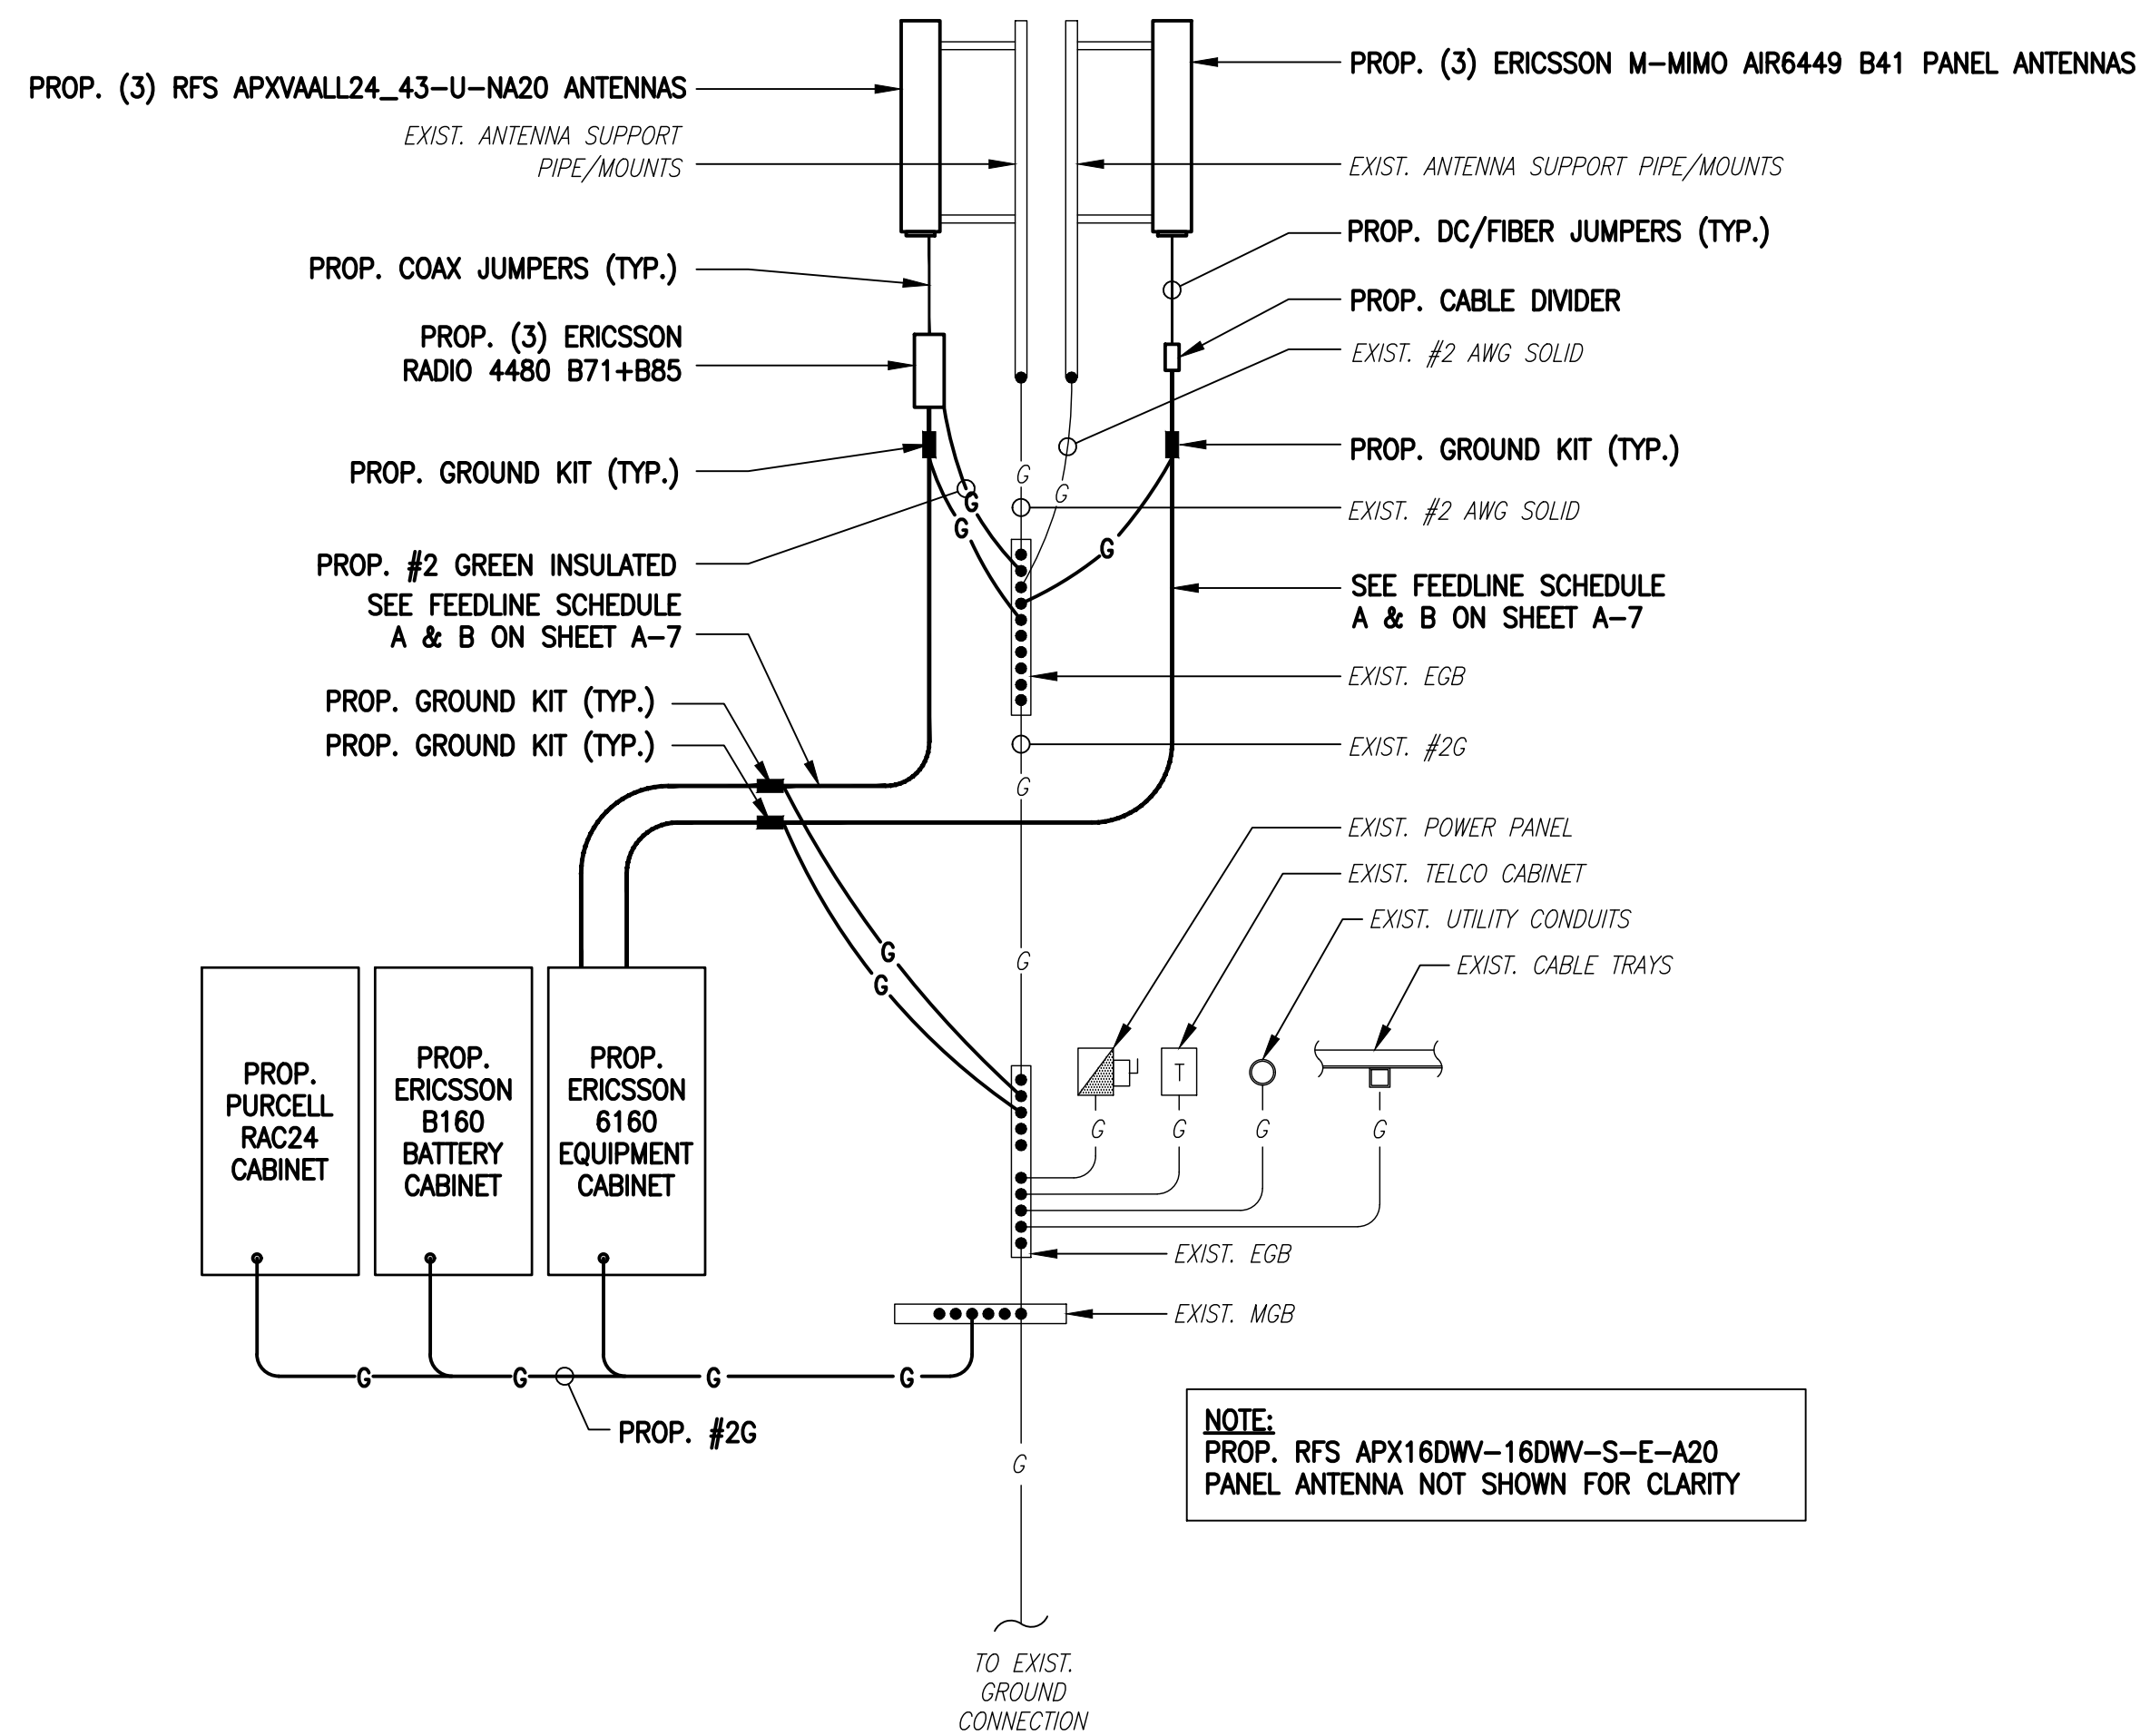 PROP. (3) RFS APXVAALL24_43-U-NA20 ANTENNAS
EXIST. ANTENNA SUPPORT
PIPE/MOUNTS
PROP. COAX JUMPERS (TYP.)
PROP. (3) ERICSSON
RADIO 4480 B71+B85
PROP. GROUND KIT (TYP.)
PROP. #2 GREEN INSULATED
SEE FEEDLINE SCHEDULE
A & B ON SHEET A-7
PROP. GROUND KIT (TYP.)
PROP. GROUND KIT (TYP.)
PROP. (3) ERICSSON M-MIMO AIR6449 B41 PANEL ANTENNAS
EXIST. ANTENNA SUPPORT PIPE/MOUNTS
PROP. DC/FIBER JUMPERS (TYP.)
PROP. CABLE DIVIDER
EXIST. #2 AWG SOLID
PROP. GROUND KIT (TYP.)
EXIST. #2 AWG SOLID
SEE FEEDLINE SCHEDULE
A & B ON SHEET A-7
EXIST. EGB
EXIST. #2G
EXIST. POWER PANEL
EXIST. TELCO CABINET
EXIST. UTILITY CONDUITS
EXIST. CABLE TRAYS
G
G
G
G
G
G
G
G
G
T
G
G
G
G
PROP.
PURCELL
RAC24
CABINET
PROP.
ERICSSON
B160
BATTERY
CABINET
PROP.
ERICSSON
6160
EQUIPMENT
CABINET
EXIST. EGB
EXIST. MGB
G
G
G
G
PROP. #2G
G
NOTE:
PROP. RFS APX16DWV-16DWV-S-E-A20
PANEL ANTENNA NOT SHOWN FOR CLARITY
TO EXIST.
GROUND
CONNECTION